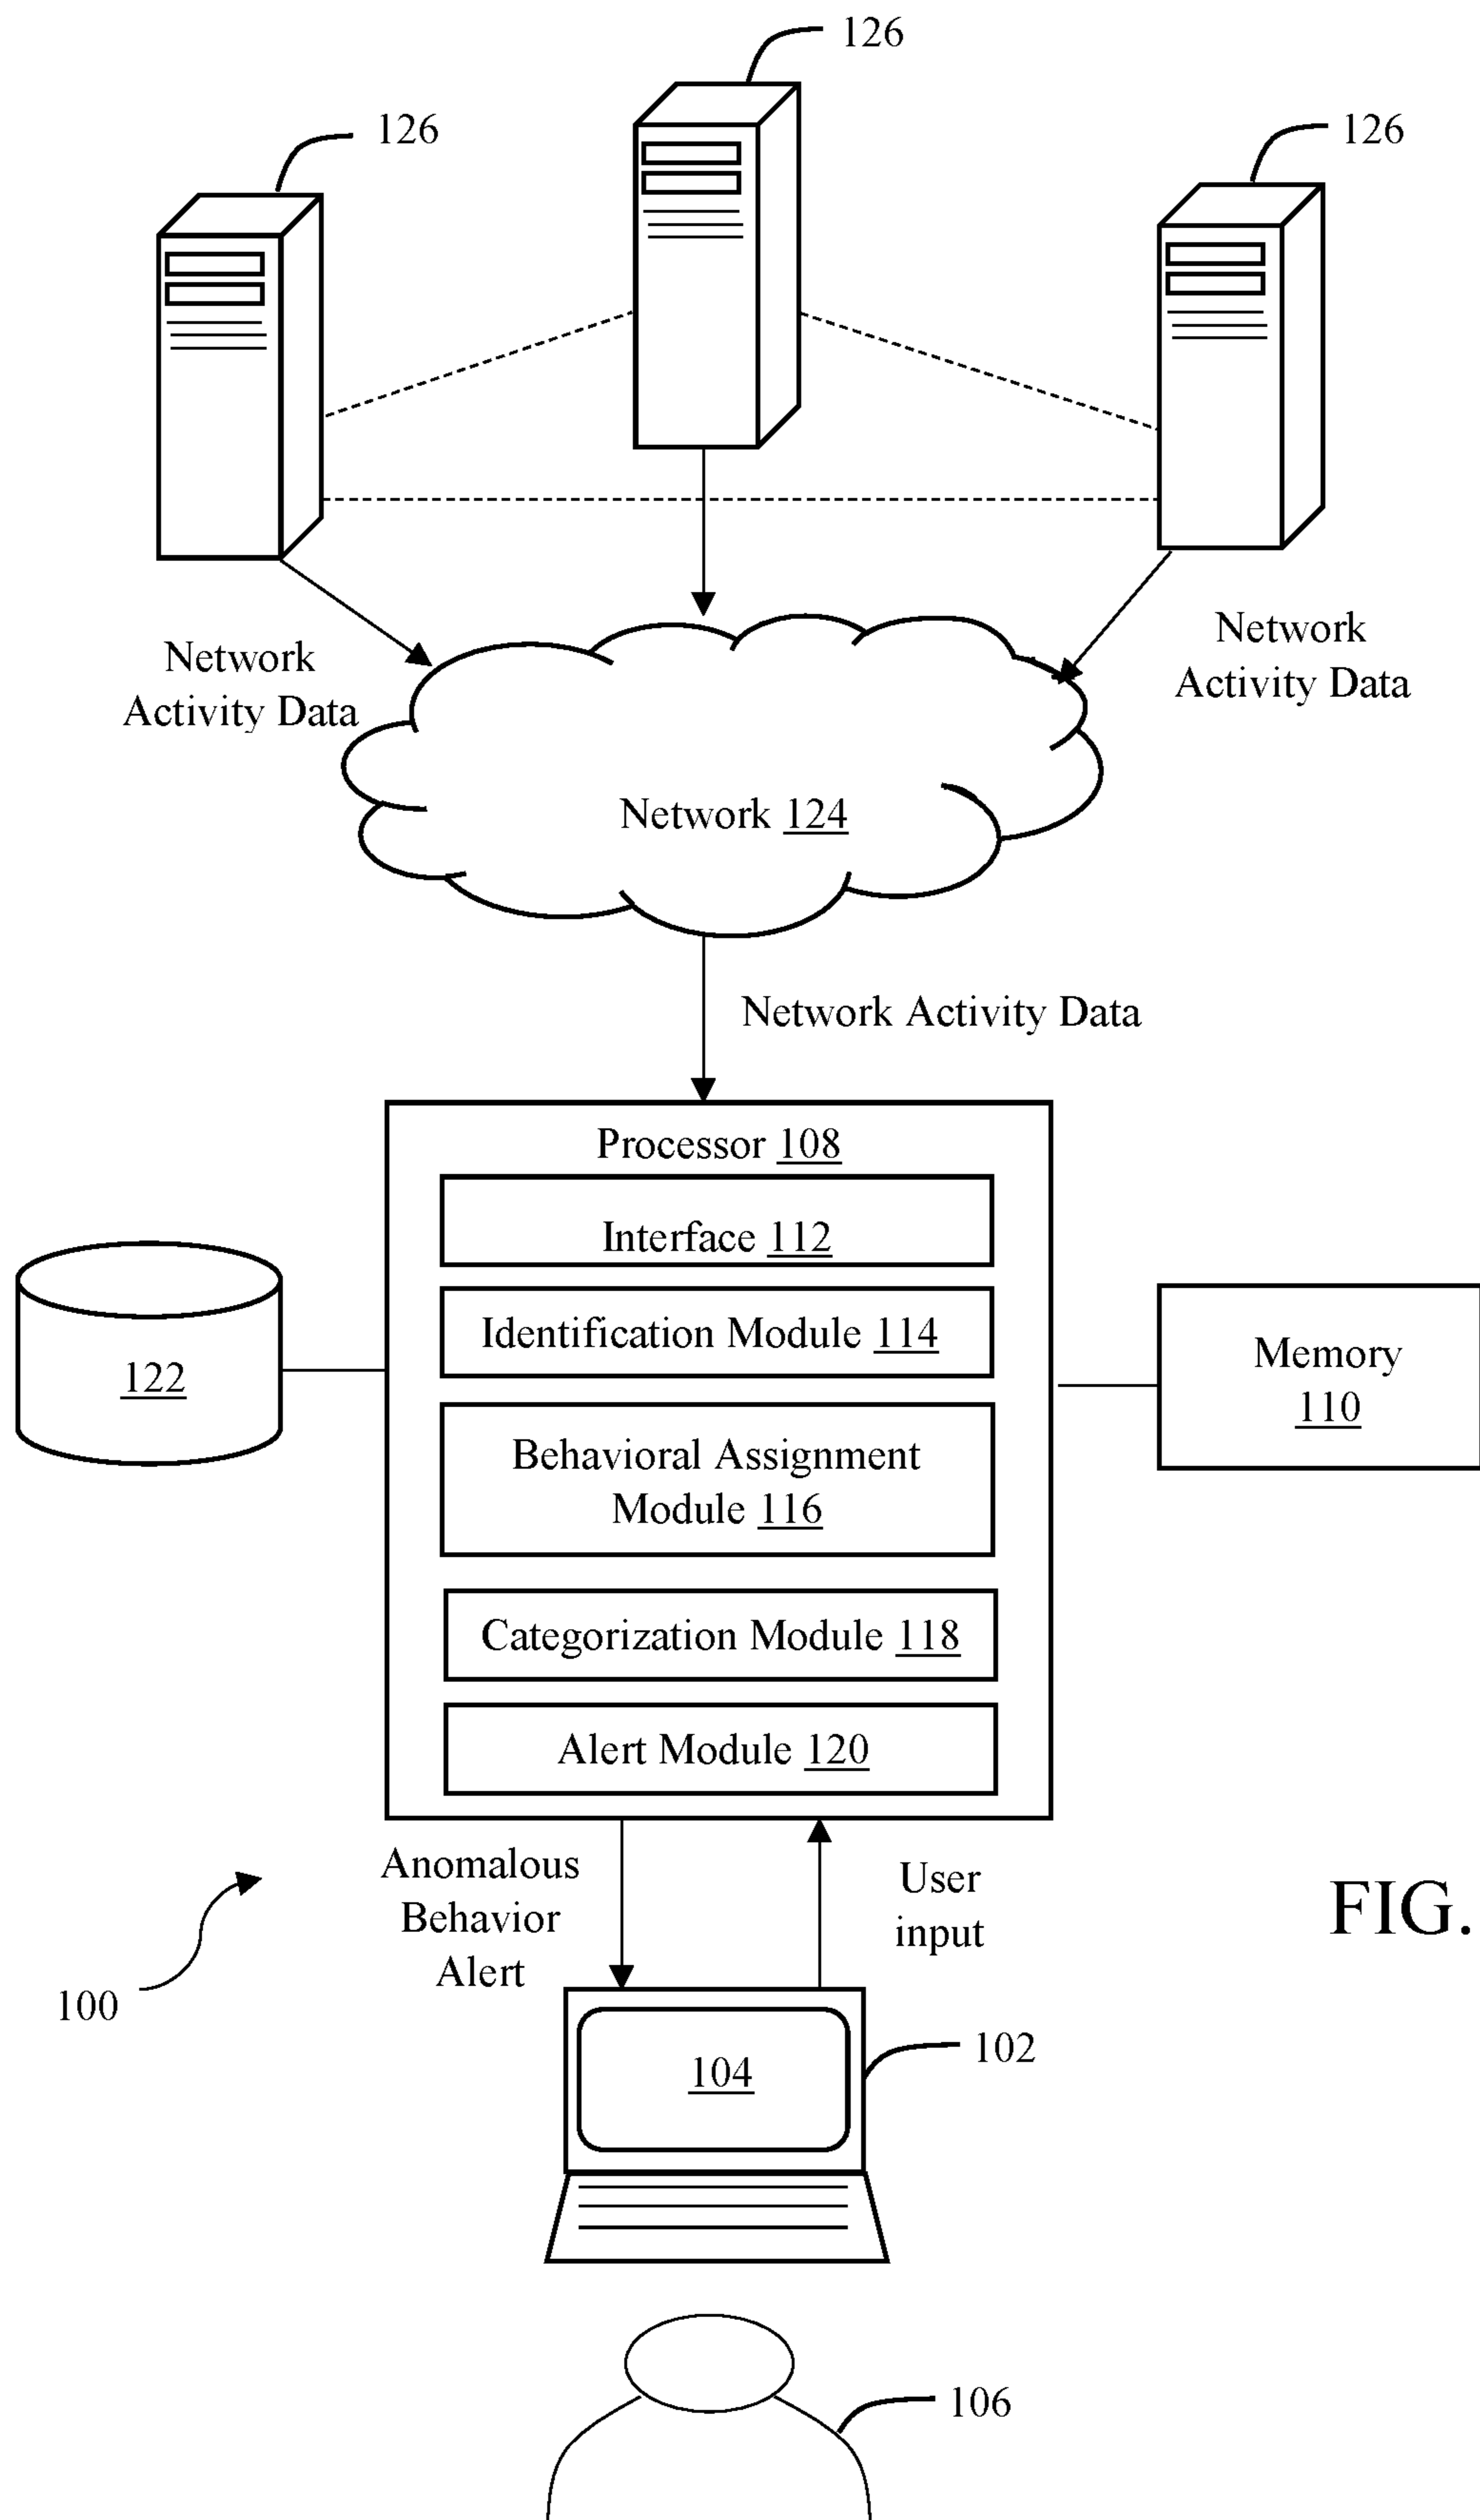 126
126
126
Network
Activity Data
Network
Activity Data
Network 124
Network Activity Data
Processor 108
Interface 112
Identification Module 114
122
Memory
110
Behavioral Assignment
Module 116
Categorization Module 118
Alert Module 120
Anomalous
Behavior
Alert
User
input
FIG.
100
102
104
106